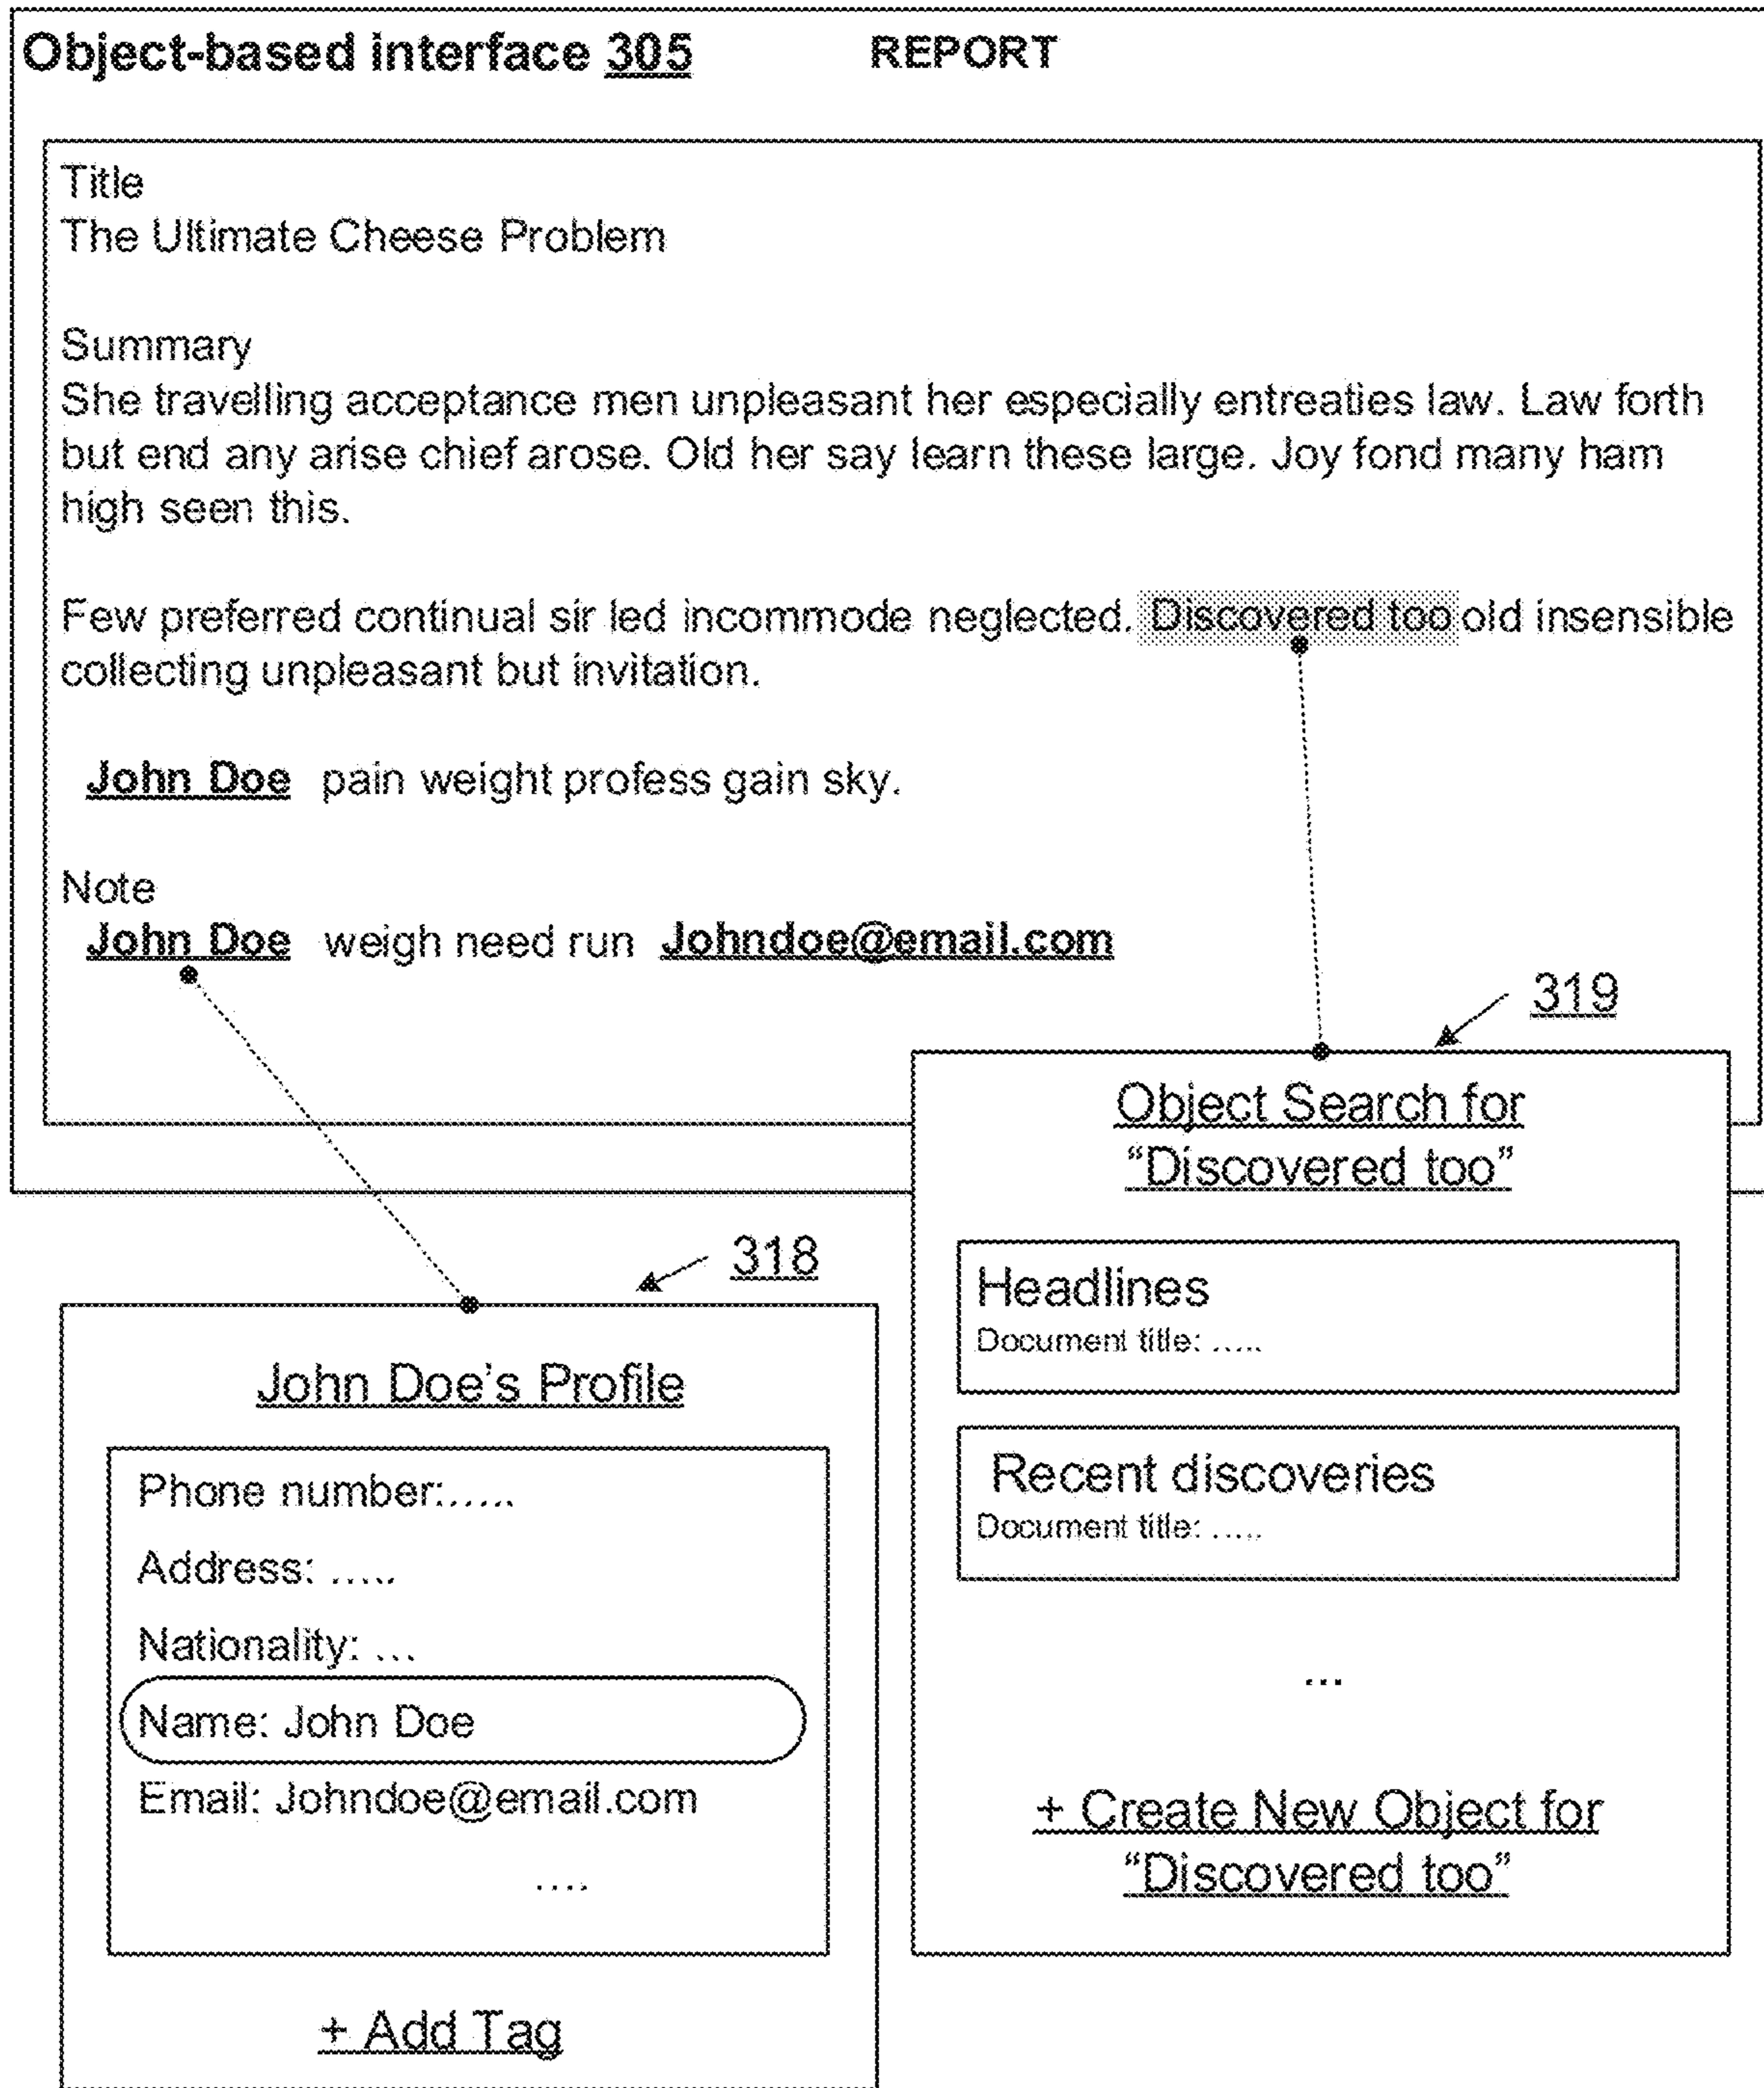 Object-based interface 305 REPORT
Title
The Ultimate Cheese Problem
Summary
She travelling acceptance men unpleasant her especially entreaties law. Law forth
but end any arise chief arose. Old her say learn these large. Joy fond many ham
high seen this.
Few preferred continual sir led incommode neglected. Discovered too old insensible
collecting unpleasant but invitation.
John Doe pain weight profess gain sky.
Note
John Doe weigh need run Johndoe@email.com
319
Object Search for
“Discovered too”
Headlines
Document title: .....
Recent discoveries
Document title: .....
...
+ Create New Object for
“Discovered too”
318
John Doe’s Profile
Phone number:.....
Address: .....
Nationality: ...
Name: John Doe
Email: Johndoe@email.com
....
+ Add Tag